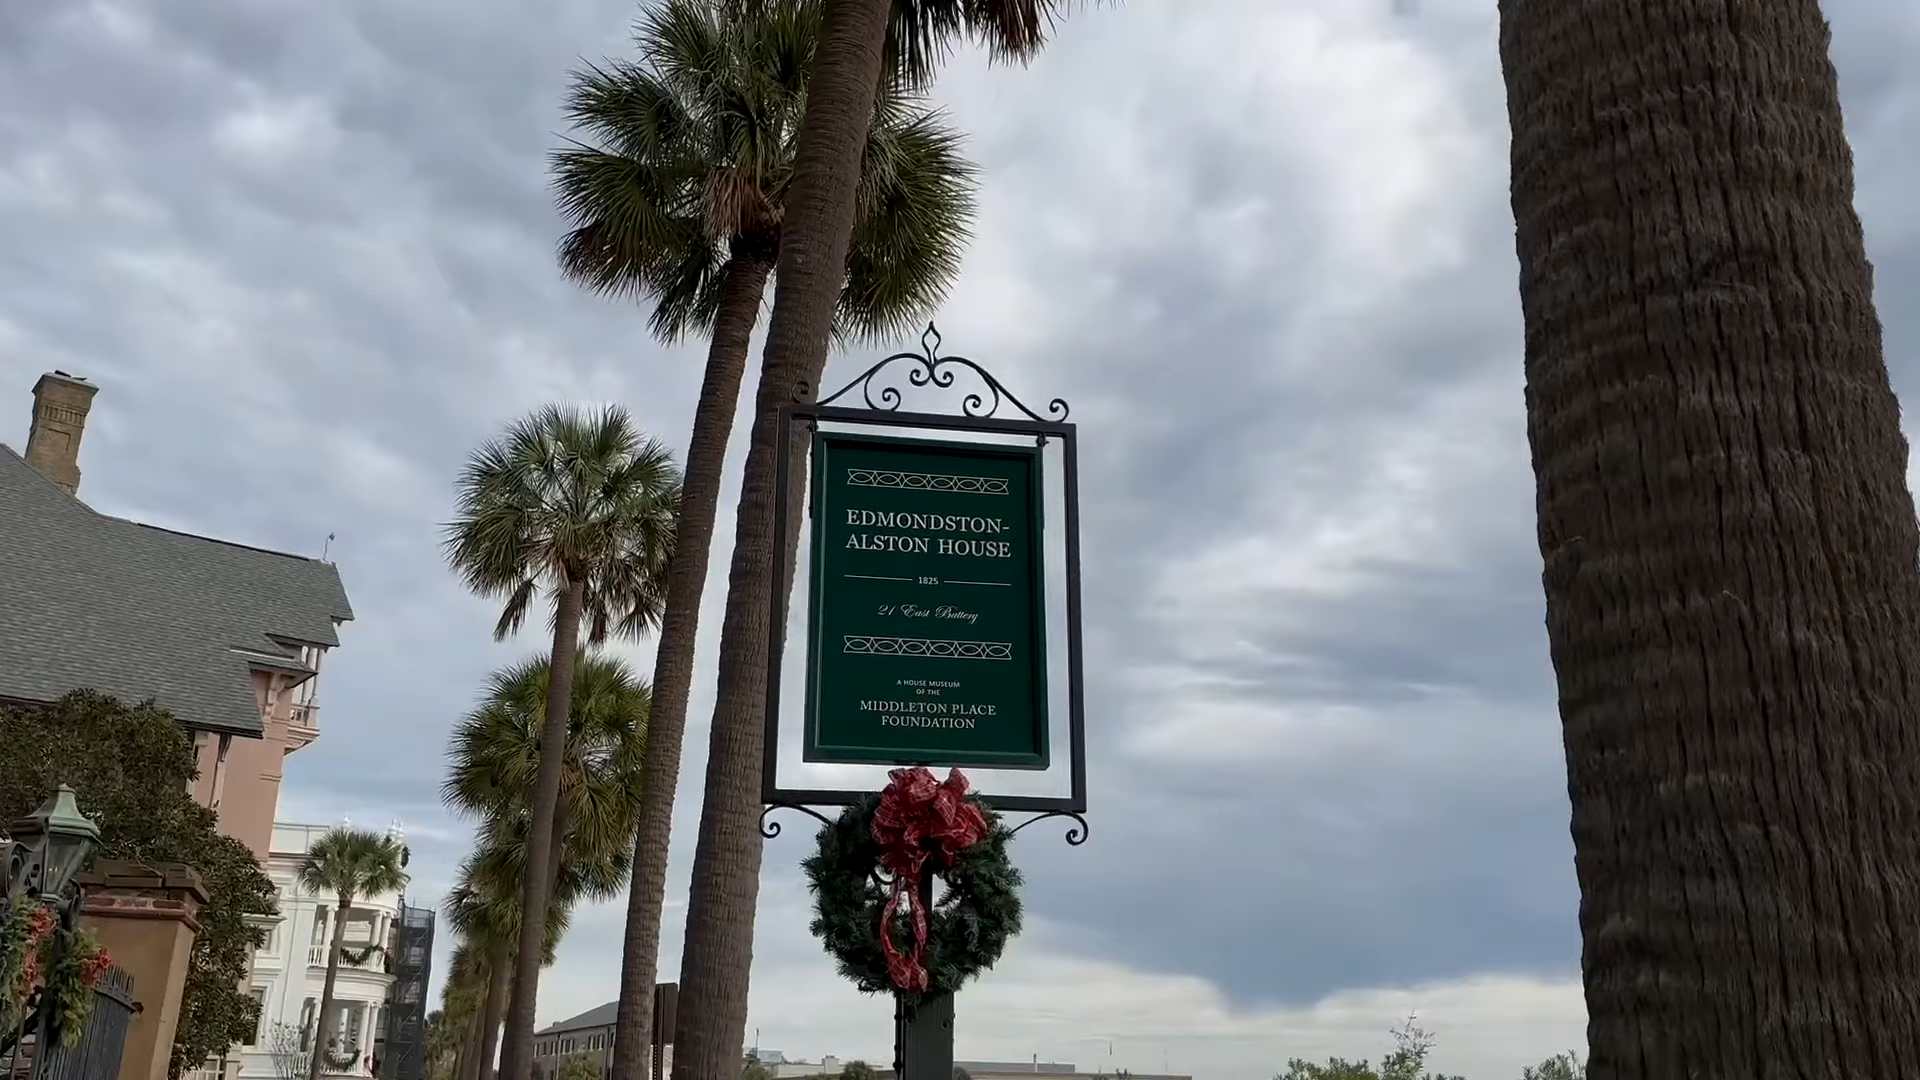 EDMONDSTON-
ALSTON HOUSE
1825
21 East Battery
A HOUSE MUSEUM
OF THE
MIDDLETON PLACE
FOUNDATION